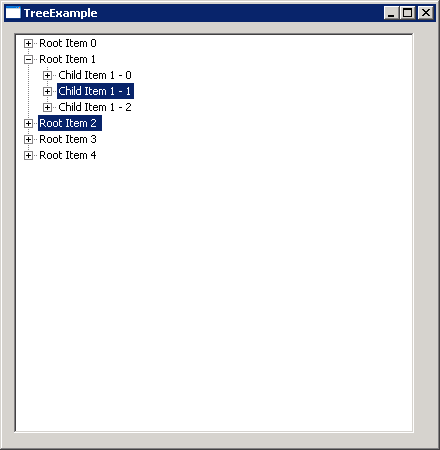 TreeExample
Root Item 0
Root Item 1
Child Item 1 - 0
Child Item 1 - 1
Child Item 1 - 2
Root Item 2
Root Item 3
Root Item 4